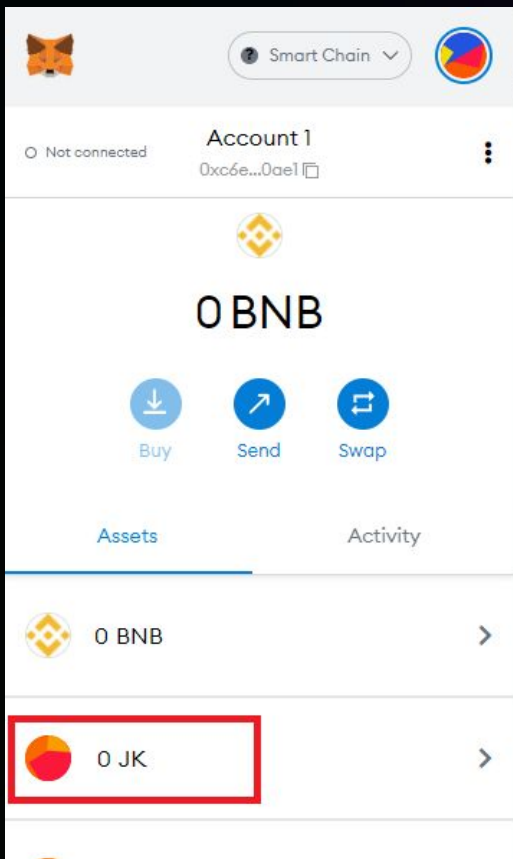 Smart Chain
Not connected
Account 1
0xc6e...0ae1
0 BNB
Buy
Send
Swap
Assets
Activity
0 BNB
0 JK